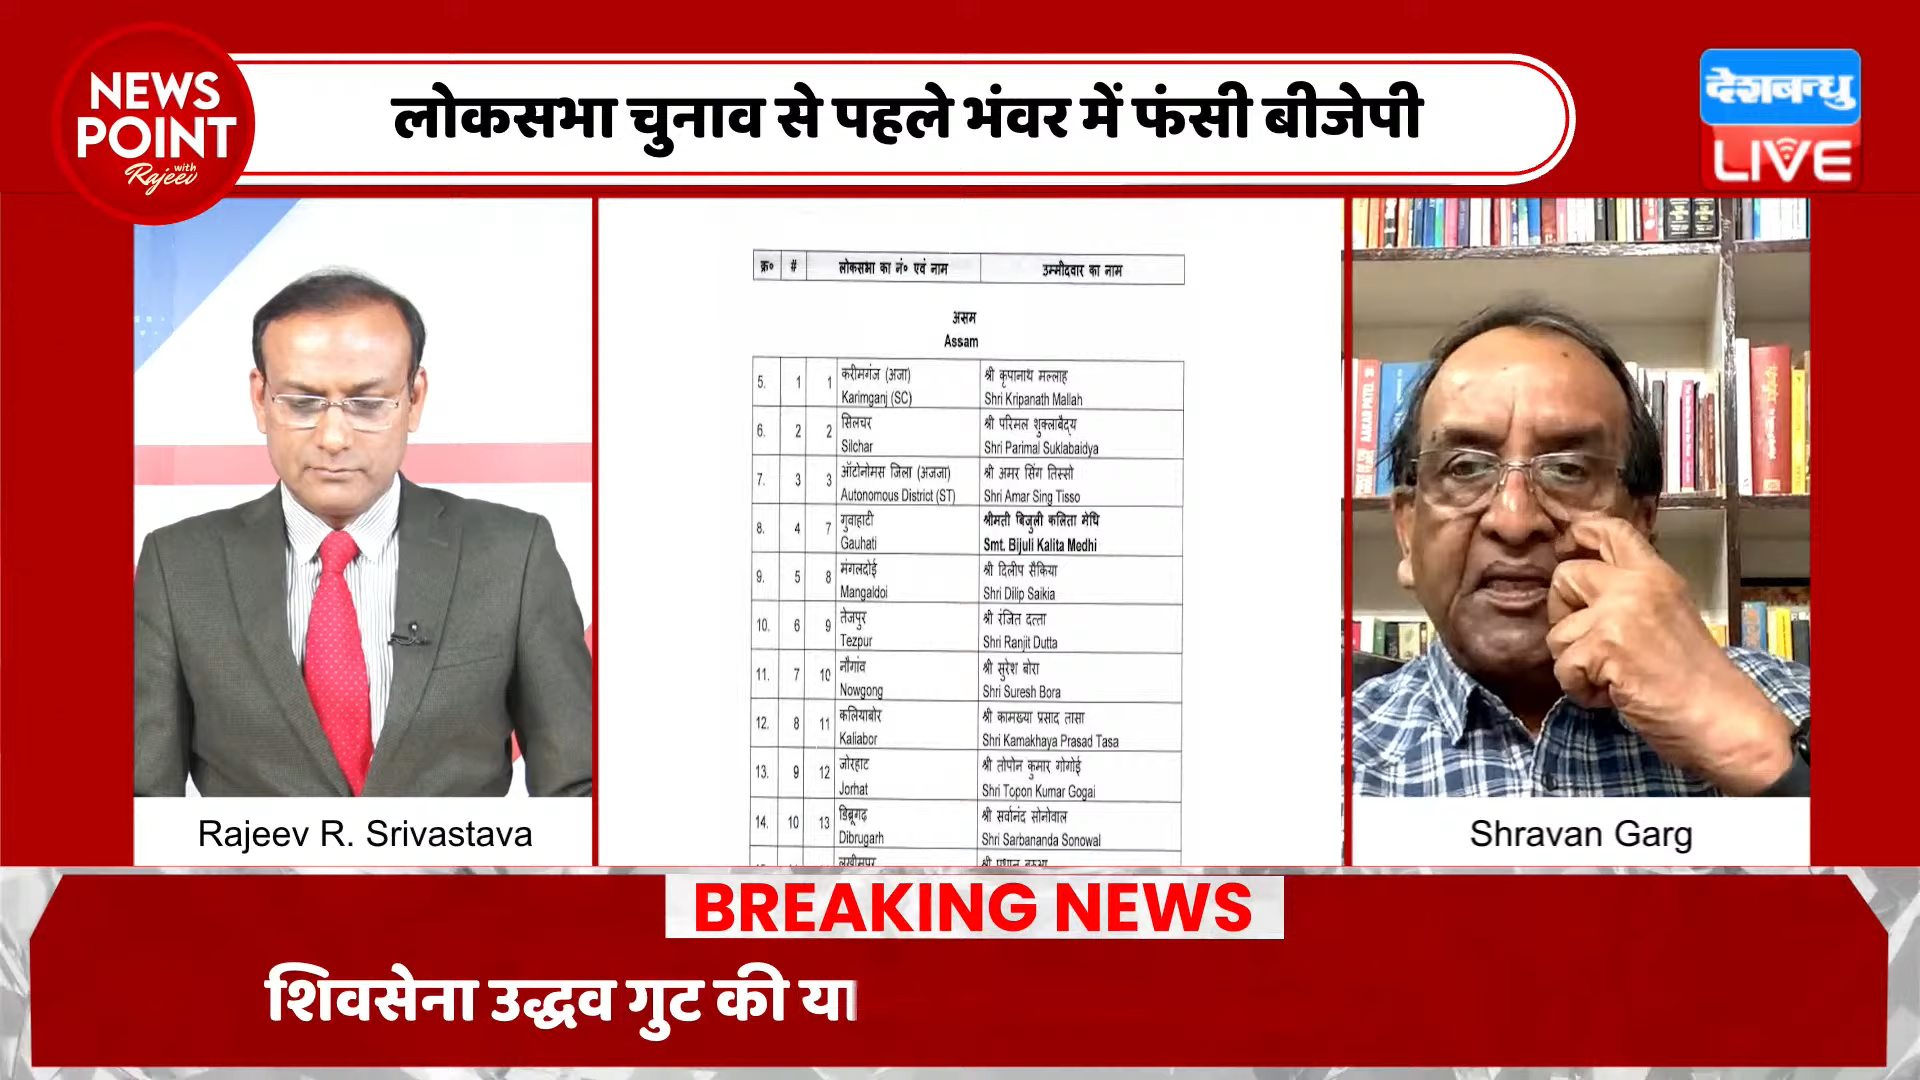 NEWS
POINT
with
Rajeev
लोकसभा चुनाव से पहले भंवर में फंसी बीजेपी
देशबन्धु
LIVE
क्र० # लोकसभा का नं० एवं नाम उम्मीदवार का नाम
असम
Assam
5. 1 1 करीमगंज (अजा) श्री कृपानाथ मल्लाह
Karimganj (SC) Shri Kripanath Mallah
6. 2 2 सिलचर श्री परिमल शुक्लाबैद्य
Silchar Shri Parimal Suklabaidya
7. 3 3 ऑटोनोमस जिला (अजजा) श्री अमर सिंग तिस्सो
Autonomous District (ST) Shri Amar Sing Tisso
8. 4 7 गुवाहाटी श्रीमती बिजुली कलिता मेधि
Gauhati Smt. Bijuli Kalita Medhi
9. 5 8 मंगलदोई श्री दिलीप सैकिया
Mangaldoi Shri Dilip Saikia
10. 6 9 तेजपुर श्री रंजित दत्ता
Tezpur Shri Ranjit Dutta
11. 7 10 नौगांव श्री सुरेश बोरा
Nowgong Shri Suresh Bora
12. 8 11 कलियाबोर श्री कामख्या प्रसाद तासा
Kaliabor Shri Kamakhaya Prasad Tasa
13. 9 12 जोरहाट श्री तोपोन कुमार गोगोई
Jorhat Shri Topon Kumar Gogai
14. 10 13 डिब्रूगढ़ श्री सर्वानंद सोनोवाल
Dibrugarh Shri Sarbananda Sonowal
AAKAR PATEL
Rajeev R. Srivastava
Shravan Garg
BREAKING NEWS
शिवसेना उद्धव गुट की या